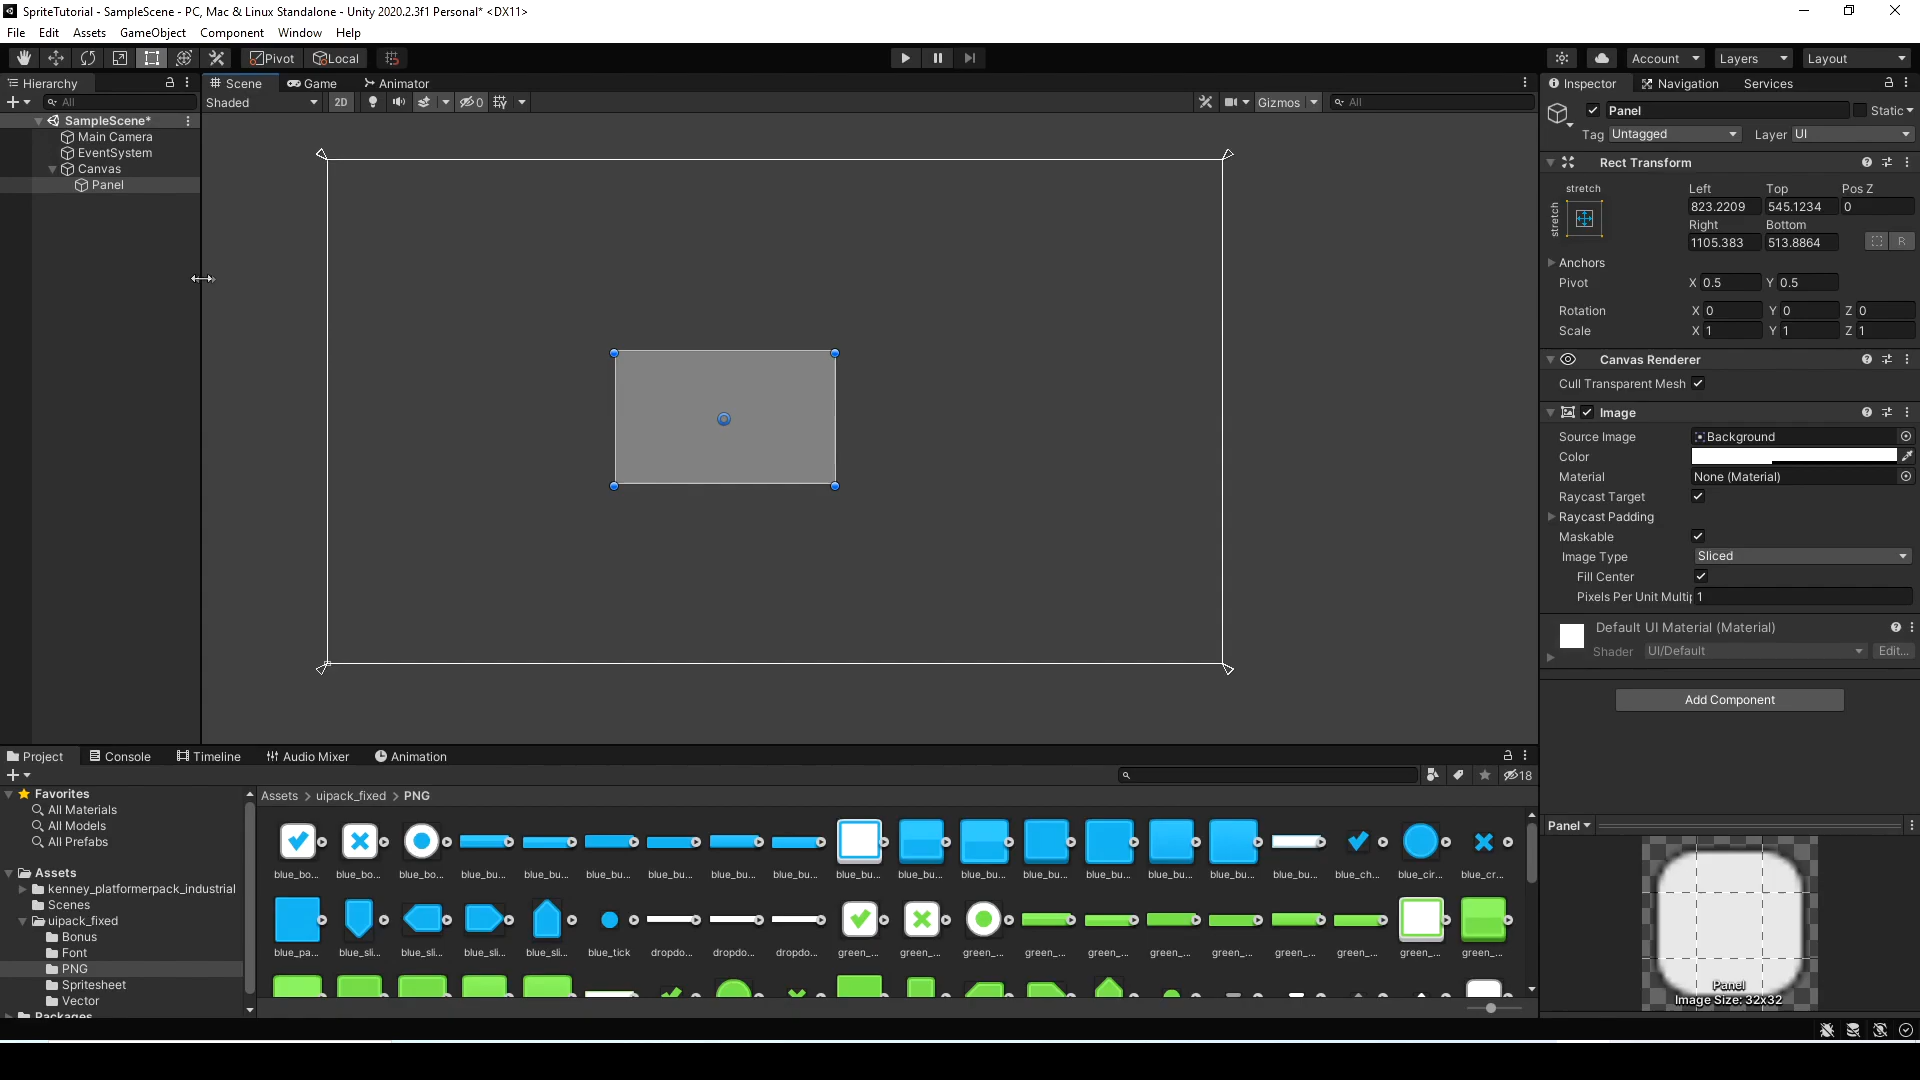 SpriteTutorial - SampleScene - PC, Mac & Linux Standalone - Unity 2020.2.3f1 Personal* <DX11>
File Edit Assets GameObject Component Window Help
Pivot Local Account Layers Layout
Hierarchy Scene Game Animator Inspector Navigation Services
All Shaded 2D 0 Gizmos All
SampleScene*
Main Camera
EventSystem
Canvas
Panel
Panel Static
Tag Untagged Layer UI
Rect Transform
stretch Left Top Pos Z
stretch 823.2209 545.1234 0
Right Bottom
1105.383 513.8864 R
Anchors
Pivot X 0.5 Y 0.5
Rotation X 0 Y 0 Z 0
Scale X 1 Y 1 Z 1
Canvas Renderer
Cull Transparent Mesh
Image
Source Image Background
Color
Material None (Material)
Raycast Target
Raycast Padding
Maskable
Image Type Sliced
Fill Center
Pixels Per Unit Multip 1
Default UI Material (Material)
Shader UI/Default Edit...
Add Component
Project Console Timeline Audio Mixer Animation
18
Favorites
All Materials
All Models
All Prefabs
Assets
kenney_platformerpack_industrial
Scenes
uipack_fixed
Bonus
Font
PNG
Spritesheet
Vector
Packages
Assets > uipack_fixed > PNG
blue_bo... blue_bo... blue_bo... blue_bu... blue_bu... blue_bu... blue_bu... blue_bu... blue_bu... blue_bu... blue_bu... blue_bu... blue_bu... blue_bu... blue_bu... blue_bu... blue_bu... blue_ch... blue_cir... blue_cr...
blue_pa... blue_sli... blue_sli... blue_sli... blue_sli... blue_tick dropdo... dropdo... dropdo... green_... green_... green_... green_... green_... green_... green_... green_... green_... green_... green_...
Panel
Panel
Image Size: 32x32